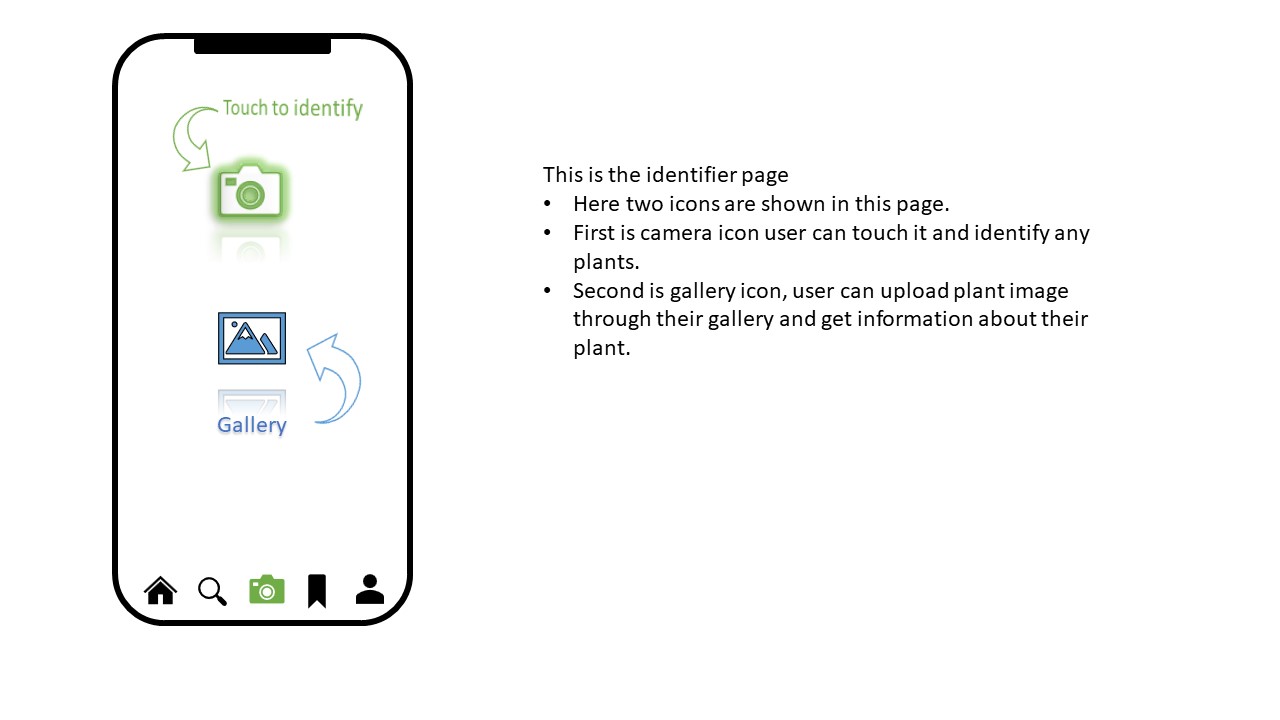 Touch to identify
Gallery
This is the identifier page
• Here two icons are shown in this page.
• First is camera icon user can touch it and identify any
plants.
• Second is gallery icon, user can upload plant image
through their gallery and get information about their
plant.